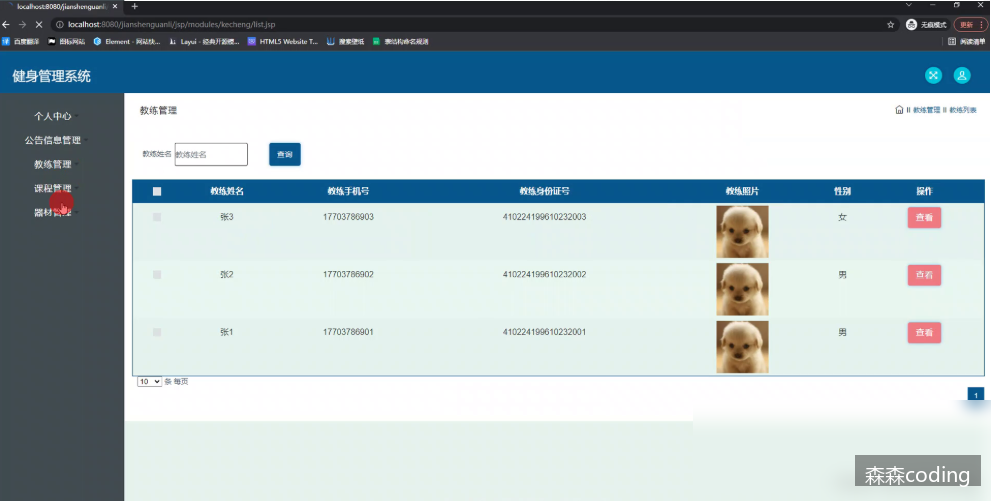 localhost:8080/jianshenguanli/
localhost:8080/jianshenguanli/jsp/modules/kecheng/list.jsp
无痕模式
更新
百度翻译
图标网站
Element - 网站快...
Layui - 经典开源模...
HTML5 Website T...
搜索壁纸
表结构命名规则
阅读清单
健身管理系统
个人中心
公告信息管理
教练管理
课程管理
器材管理
教练管理
教练管理
教练列表
教练姓名
教练姓名
查询
教练姓名 教练手机号 教练身份证号 教练照片 性别 操作
张3 17703786903 410224199610232003 女 查看
张2 17703786902 410224199610232002 男 查看
张1 17703786901 410224199610232001 男 查看
10 条 每页
1
森森coding